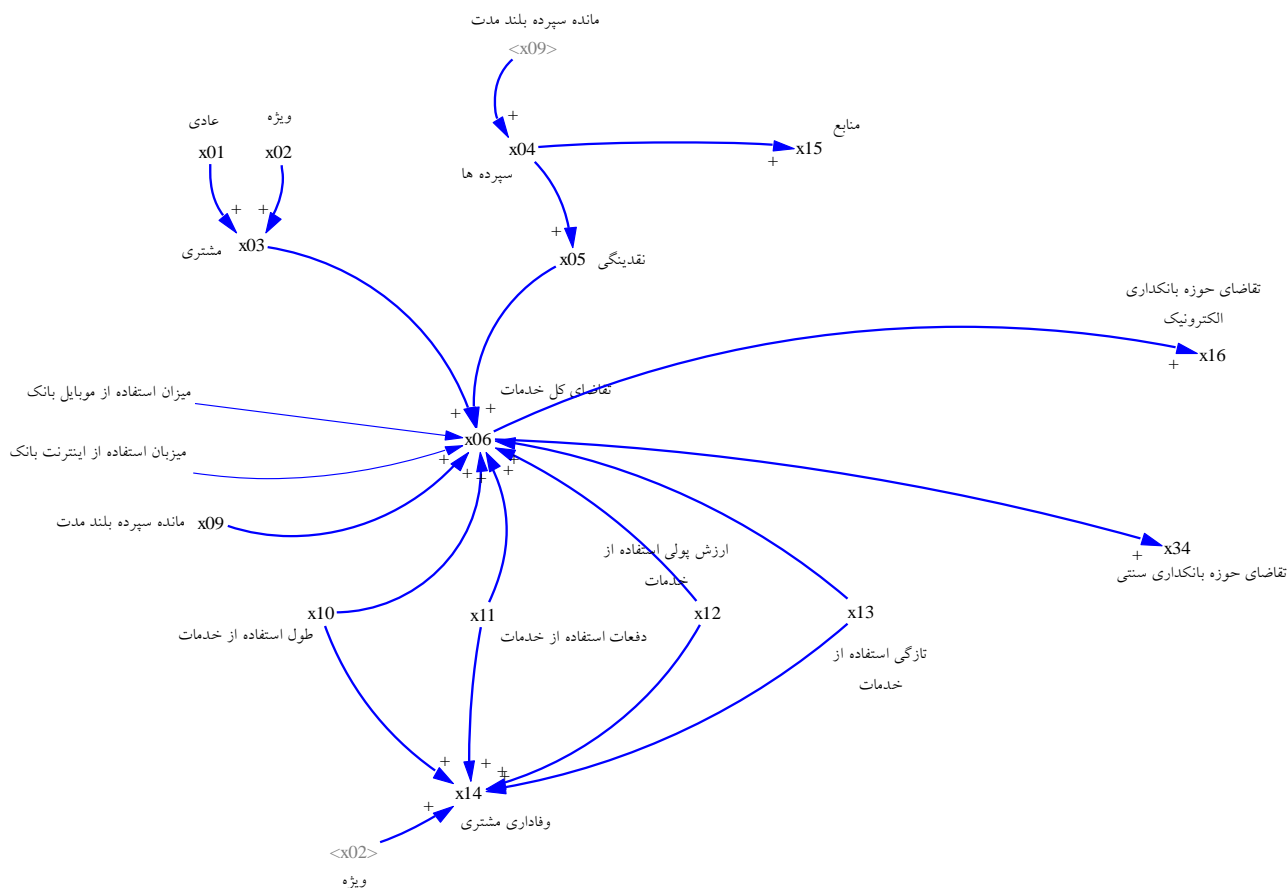 مانده سپرده بلند مدت
<x09>
ویژه
عادی
x01
x02
+
x04
+
x15
منابع
سپرده ها
+
+
x03
مشتری
+
x05
نقدینگی
تقاضای حوزه بانکداری
الکترونیک
x16
+
میزان استفاده از موبایل بانک
تقاضای کل خدمات
+
+
x06
میزبان استفاده از اینترنت بانک
+
+
+
+
+
x09
مانده سپرده بلند مدت
ارزش پولی استفاده از
خدمات
+
x34
تقاضای حوزه بانکداری سنتی
x10
x11
x12
x13
طول استفاده از خدمات
دفعات استفاده از خدمات
تازگی استفاده از
خدمات
+
+
+
+
x14
+
وفاداری مشتری
<x02>
ویژه